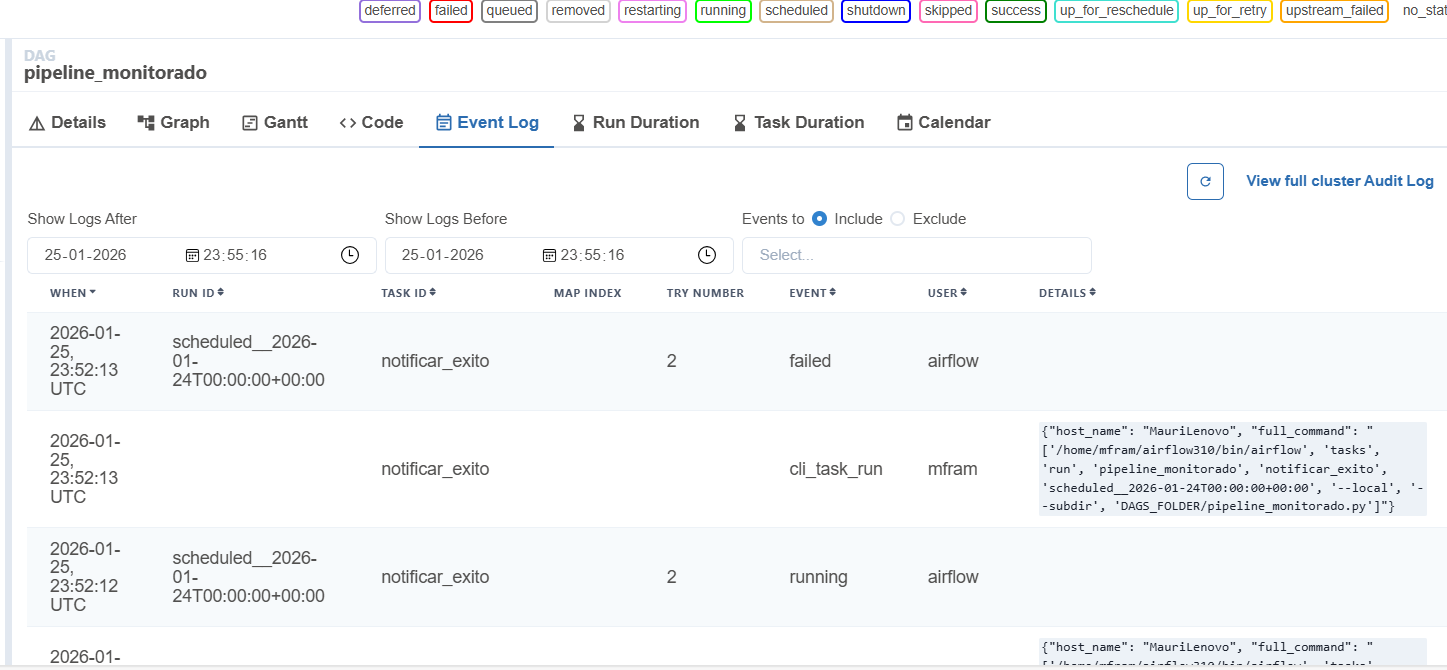 deferred failed queued removed restarting running scheduled shutdown skipped success up_for_reschedule up_for_retry upstream_failed
DAG
pipeline_monitorado
Details Graph Gantt Code Event Log Run Duration Task Duration Calendar
View full cluster Audit Log
Show Logs After Show Logs Before Events to Include Exclude
25-01-2026 23:55:16 25-01-2026 23:55:16 Select...
WHEN RUN ID TASK ID MAP INDEX TRY NUMBER EVENT USER DETAILS
2026-01-
25,
23:52:13
UTC
scheduled__2026-
01-
24T00:00:00+00:00
notificar_exito 2 failed airflow
2026-01-
25,
23:52:13
UTC
notificar_exito cli_task_run mfram
{"host_name": "MauriLenovo", "full_command": "
['/home/mfram/airflow310/bin/airflow', 'tasks',
'run', 'pipeline_monitorado', 'notificar_exito',
'scheduled__2026-01-24T00:00:00+00:00', '--local', '-
-subdir', 'DAGS_FOLDER/pipeline_monitorado.py']"}
2026-01-
25,
23:52:12
UTC
scheduled__2026-
01-
24T00:00:00+00:00
notificar_exito 2 running airflow
2026-01-
{"host_name": "MauriLenovo", "full_command": "